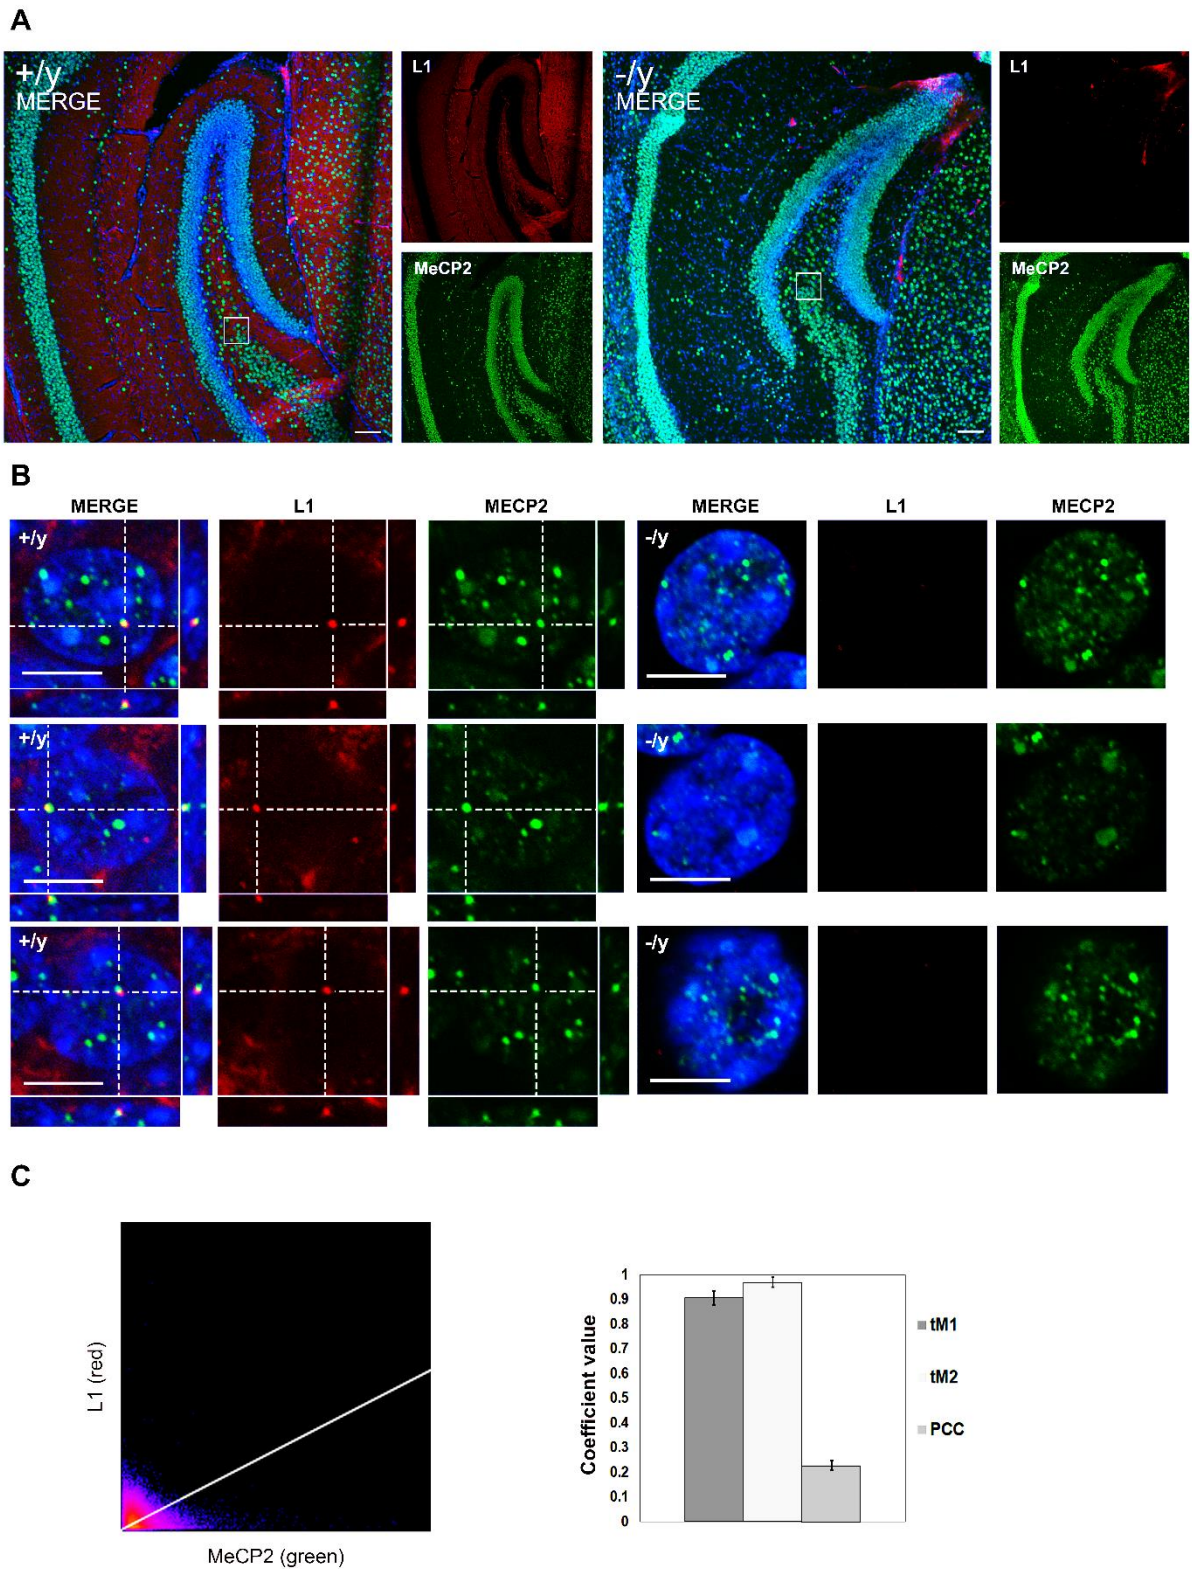 A
+/y
MERGE
L1
MeCP2
-/y
MERGE
L1
MeCP2
B
MERGE L1 MECP2 MERGE L1 MECP2
+/y -/y
+/y -/y
+/y -/y
C
L1 (red)
MeCP2 (green)
Coefficient value
1
0.9
0.8
0.7
0.6
0.5
0.4
0.3
0.2
0.1
0
tM1
tM2
PCC